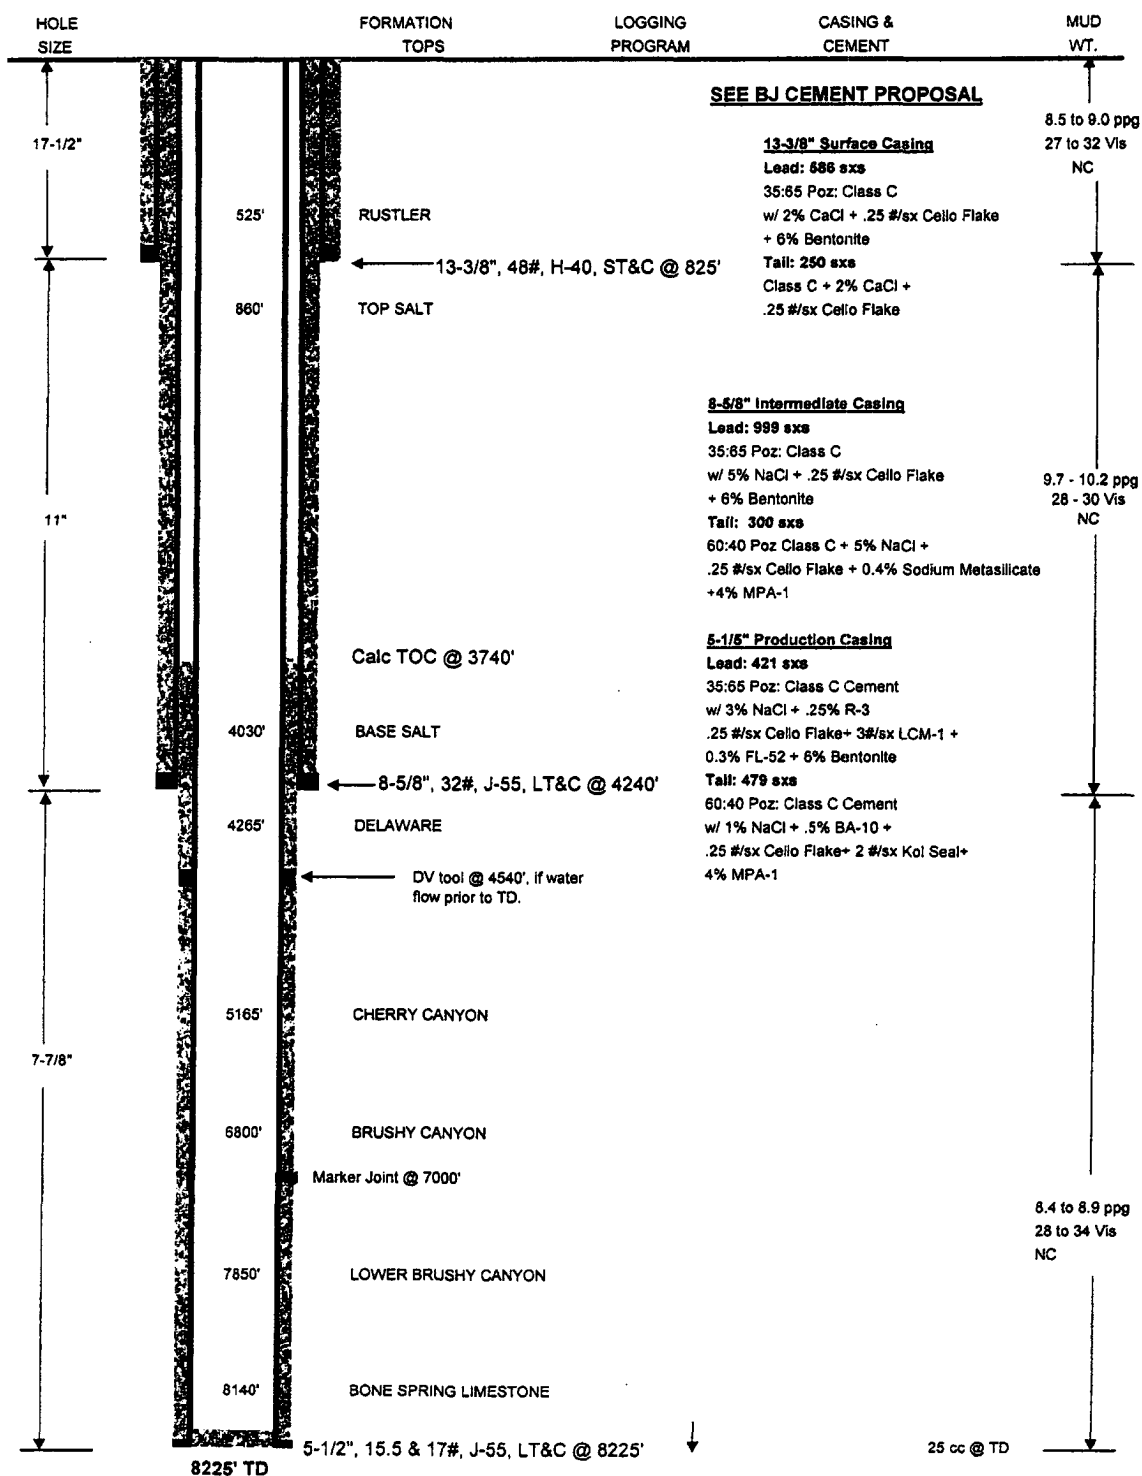 HOLE SIZE
FORMATION TOPS
LOGGING PROGRAM
CASING & CEMENT
MUD WT.
SEE BJ CEMENT PROPOSAL
17-1/2"
8.5 to 9.0 ppg
27 to 32 Vis
NC
13-3/8" Surface Casing
Lead: 586 sxs
35:65 Poz: Class C
w/ 2% CaCl + .25 #/sx Cello Flake
+ 6% Bentonite
Tail: 250 sxs
Class C + 2% CaCl +
.25 #/sx Cello Flake
525' RUSTLER
13-3/8", 48#, H-40, ST&C @ 825'
860' TOP SALT
8-5/8" Intermediate Casing
Lead: 999 sxs
35:65 Poz: Class C
w/ 5% NaCl + .25 #/sx Cello Flake
+ 6% Bentonite
Tail: 300 sxs
60:40 Poz Class C + 5% NaCl +
.25 #/sx Cello Flake + 0.4% Sodium Metasilicate
+4% MPA-1
11"
9.7 - 10.2 ppg
28 - 30 Vis
NC
Calc TOC @ 3740'
5-1/5" Production Casing
Lead: 421 sxs
35:65 Poz: Class C Cement
w/ 3% NaCl + .25% R-3
.25 #/sx Cello Flake+ 3#/sx LCM-1 +
0.3% FL-52 + 6% Bentonite
Tail: 479 sxs
60:40 Poz: Class C Cement
w/ 1% NaCl + .5% BA-10 +
.25 #/sx Cello Flake+ 2 #/sx Kol Seal+
4% MPA-1
4030' BASE SALT
8-5/8", 32#, J-55, LT&C @ 4240'
4265' DELAWARE
DV tool @ 4540', if water
flow prior to TD.
5165' CHERRY CANYON
7-7/8"
6800' BRUSHY CANYON
Marker Joint @ 7000'
8.4 to 8.9 ppg
28 to 34 Vis
NC
7850' LOWER BRUSHY CANYON
8140' BONE SPRING LIMESTONE
5-1/2", 15.5 & 17#, J-55, LT&C @ 8225'
25 cc @ TD
8225' TD